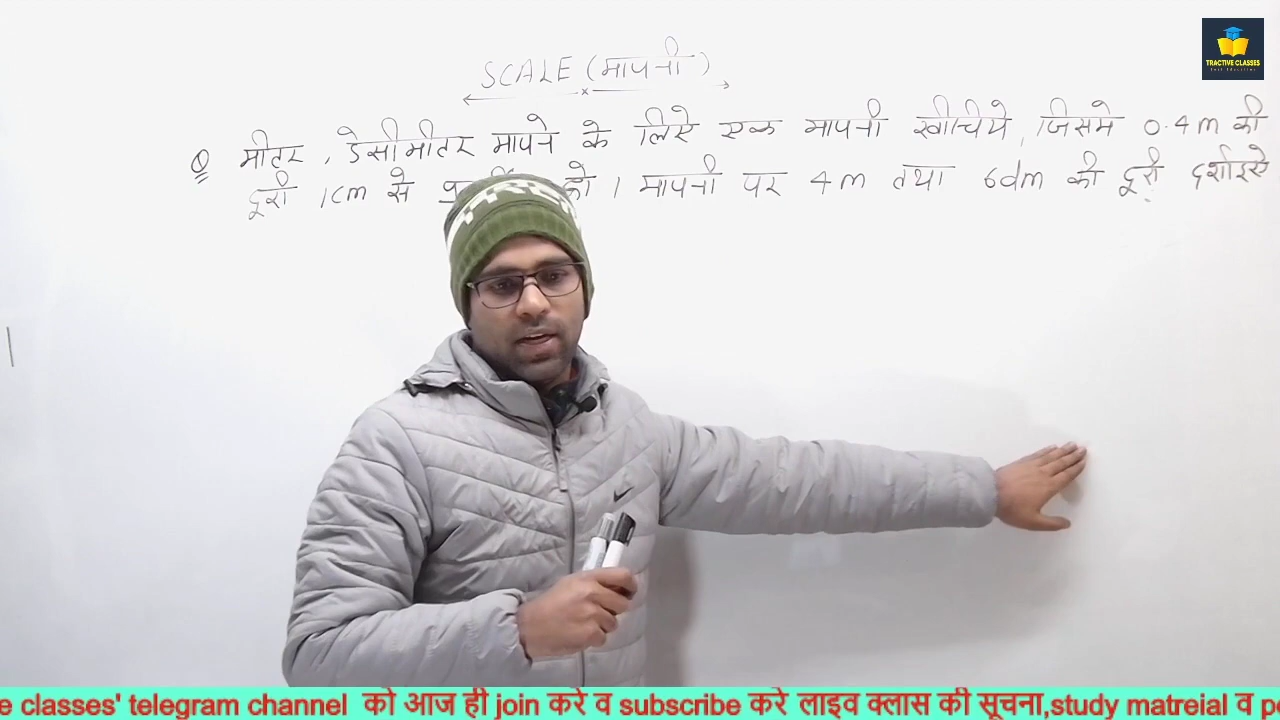 SCALE (मापनी)
Q मीटर, डेसीमीटर मापने के लिए एक मापनी खीचिये, जिसमे 0.4m की
दूरी 1cm से को। मापनी पर 4m तथा 6dm की दूरी दर्शाइऐ
TRACTIVE CLASSES
e classes' telegram channel को आज ही join करे व subscribe करे लाइव क्लास की सूचना,study matreial व p